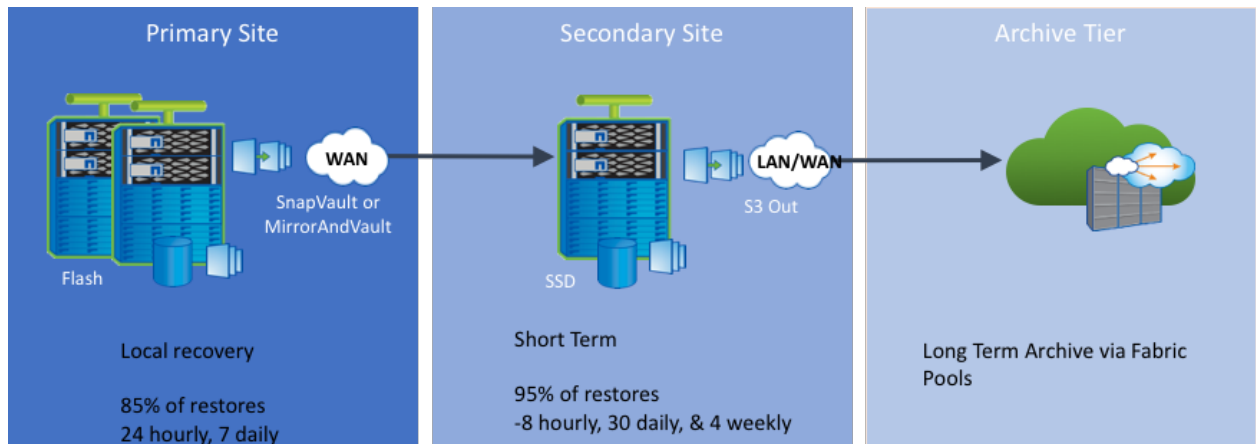 Primary Site
WAN
SnapVault or
MirrorAndVault
Flash
Local recovery
85% of restores
24 hourly, 7 daily
Secondary Site
LAN/WAN
S3 Out
SSD
Short Term
95% of restores
-8 hourly, 30 daily, & 4 weekly
Archive Tier
Long Term Archive via Fabric
Pools